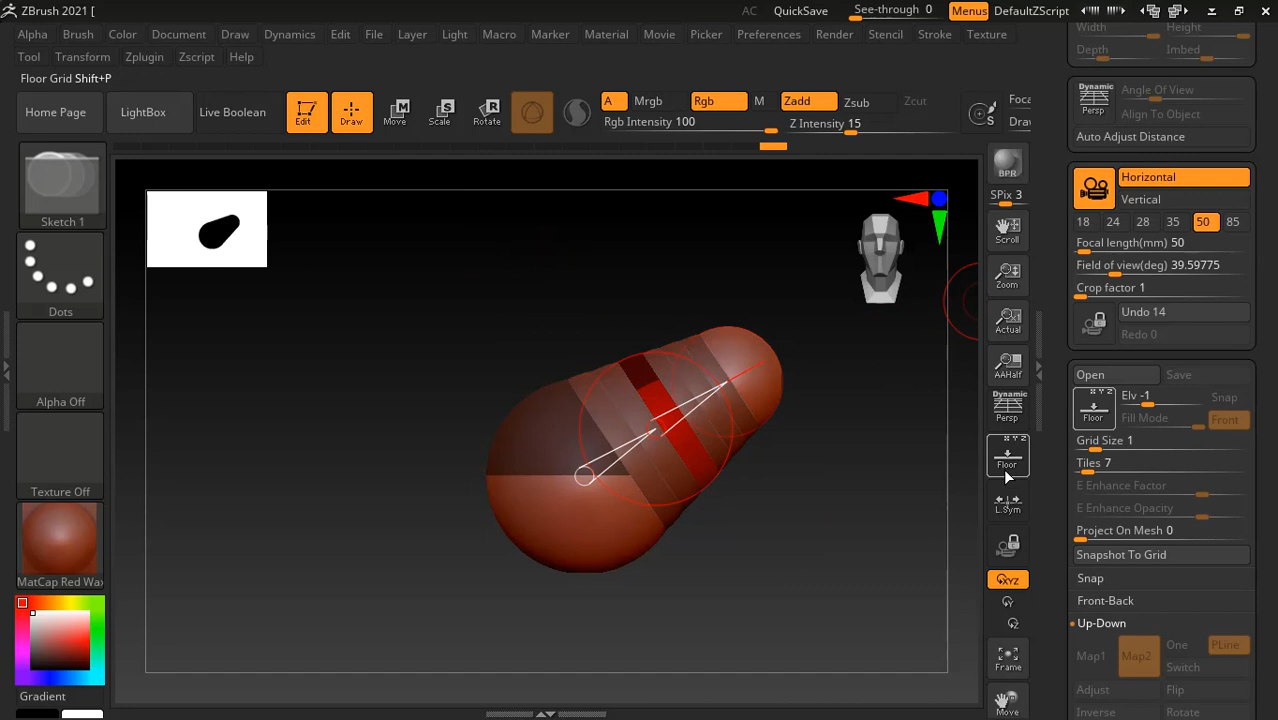 ZBrush 2021 [
AC QuickSave See-through 0 Menus DefaultZScript
Alpha Brush Color Document Draw Dynamics Edit File Layer Light Macro Marker Material Movie Picker Preferences Render Stencil Stroke Texture
Tool Transform Zplugin Zscript Help
Floor Grid Shift+P
Home Page LightBox Live Boolean Edit Draw Move Scale Rotate
M S R
A Mrgb Rgb M Zadd Zsub Zcut
Rgb Intensity 100 Z Intensity 15
S Foca
Draw
Sketch 1
Dots
Alpha Off
Texture Off
MatCap Red Wax
Gradient
BPR
SPix 3
Scroll
Zoom
Actual
AAHalf
Dynamic
Persp
X Y Z
Floor
L.Sym
XYZ
Y
Z
Frame
Move
Width Height
Depth Imbed
Dynamic
Persp
Angle Of View
Align To Object
Auto Adjust Distance
Horizontal
Vertical
18 24 28 35 50 85
Focal length(mm) 50
Field of view(deg) 39.59775
Crop factor 1
Undo 14
Redo 0
Open Save
X Y Z
Floor
Elv -1 Snap
Fill Mode Front
Grid Size 1
Tiles 7
E Enhance Factor
E Enhance Opacity
Project On Mesh 0
Snapshot To Grid
Snap
Front-Back
Up-Down
Map1 Map2 One PLine
Switch
Adjust Flip
Inverse Rotate